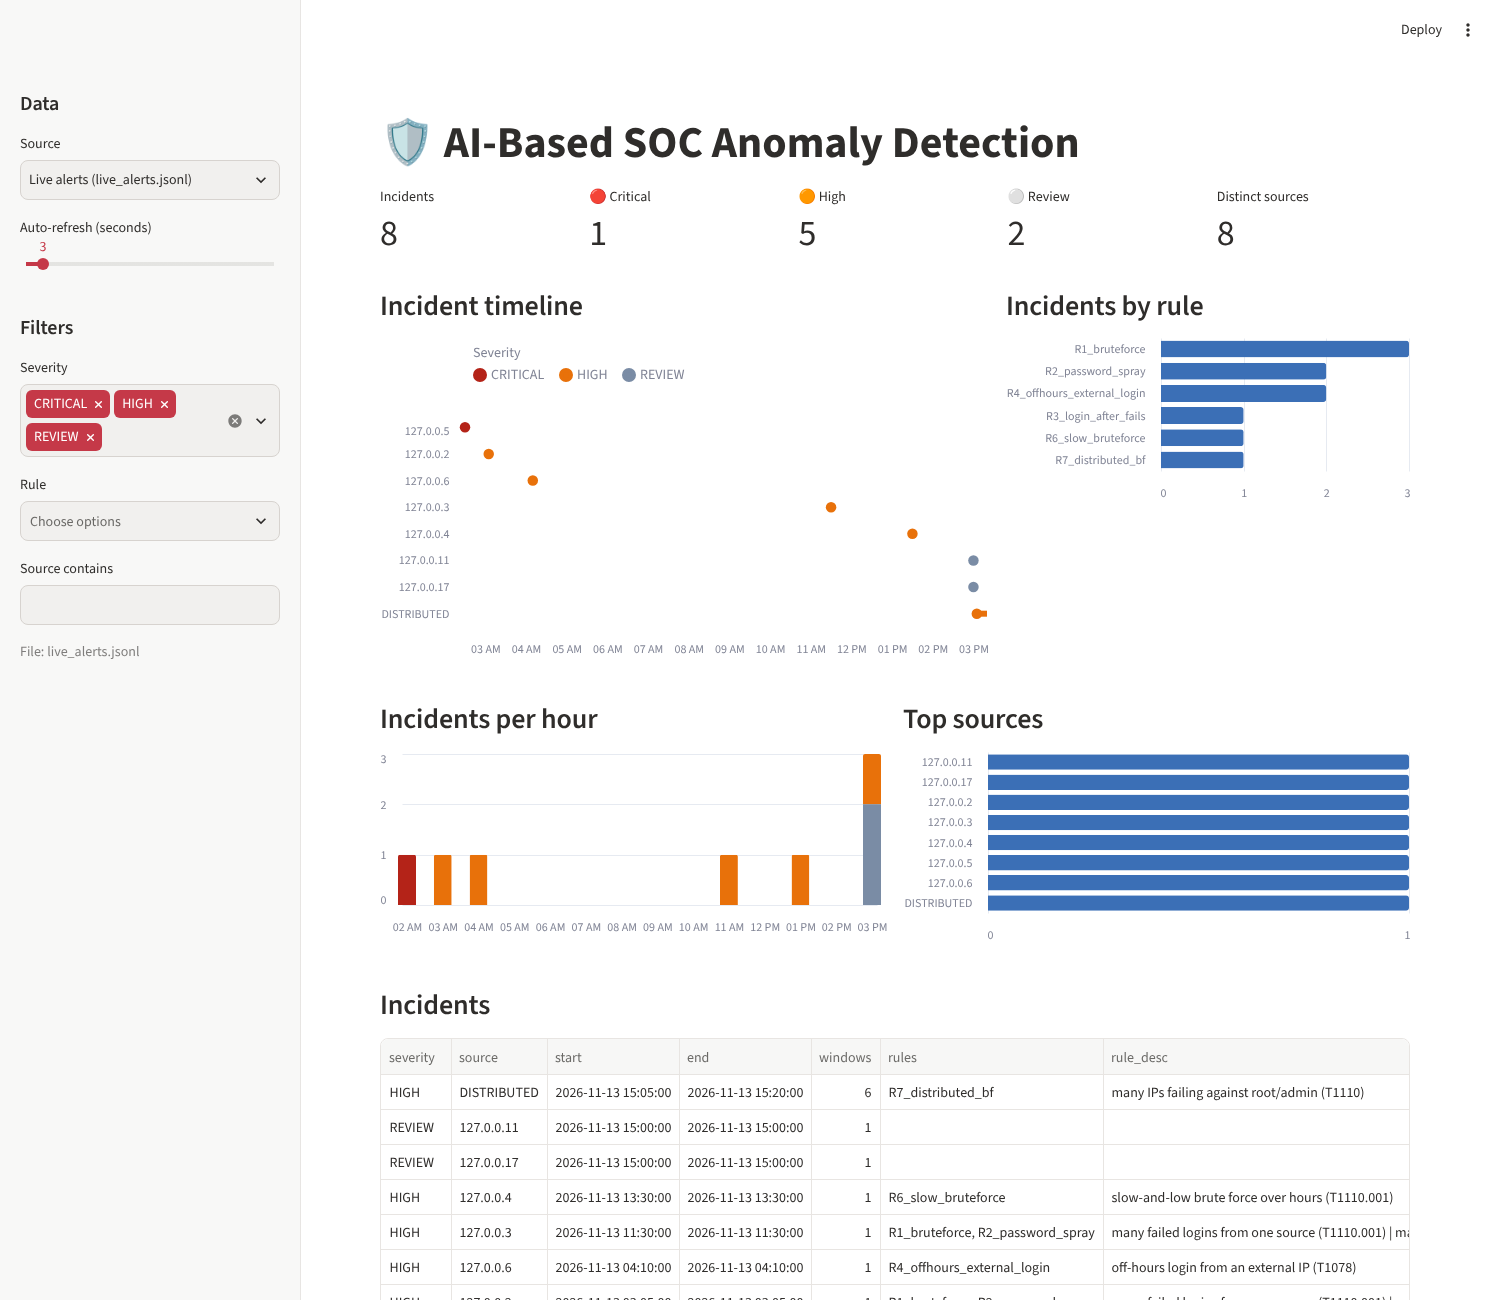 Deploy
Data
Source
Live alerts (live_alerts.jsonl)
Auto-refresh (seconds)
3
Filters
Severity
CRITICAL × HIGH ×
REVIEW ×
Rule
Choose options
Source contains
File: live_alerts.jsonl
AI-Based SOC Anomaly Detection
Incidents Critical High Review Distinct sources
8 1 5 2 8
Incident timeline
Severity
CRITICAL HIGH REVIEW
127.0.0.5
127.0.0.2
127.0.0.6
127.0.0.3
127.0.0.4
127.0.0.11
127.0.0.17
DISTRIBUTED
03 AM 04 AM 05 AM 06 AM 07 AM 08 AM 09 AM 10 AM 11 AM 12 PM 01 PM 02 PM 03 PM
Incidents by rule
R1_bruteforce
R2_password_spray
R4_offhours_external_login
R3_login_after_fails
R6_slow_bruteforce
R7_distributed_bf
0 1 2 3
Incidents per hour
3
2
1
0
02 AM 03 AM 04 AM 05 AM 06 AM 07 AM 08 AM 09 AM 10 AM 11 AM 12 PM 01 PM 02 PM 03 PM
Top sources
127.0.0.11
127.0.0.17
127.0.0.2
127.0.0.3
127.0.0.4
127.0.0.5
127.0.0.6
DISTRIBUTED
0 1
Incidents
severity source start end windows rules rule_desc
HIGH DISTRIBUTED 2026-11-13 15:05:00 2026-11-13 15:20:00 6 R7_distributed_bf many IPs failing against root/admin (T1110)
REVIEW 127.0.0.11 2026-11-13 15:00:00 2026-11-13 15:00:00 1
REVIEW 127.0.0.17 2026-11-13 15:00:00 2026-11-13 15:00:00 1
HIGH 127.0.0.4 2026-11-13 13:30:00 2026-11-13 13:30:00 1 R6_slow_bruteforce slow-and-low brute force over hours (T1110.001)
HIGH 127.0.0.3 2026-11-13 11:30:00 2026-11-13 11:30:00 1 R1_bruteforce, R2_password_spray many failed logins from one source (T1110.001) |
HIGH 127.0.0.6 2026-11-13 04:10:00 2026-11-13 04:10:00 1 R4_offhours_external_login off-hours login from an external IP (T1078)